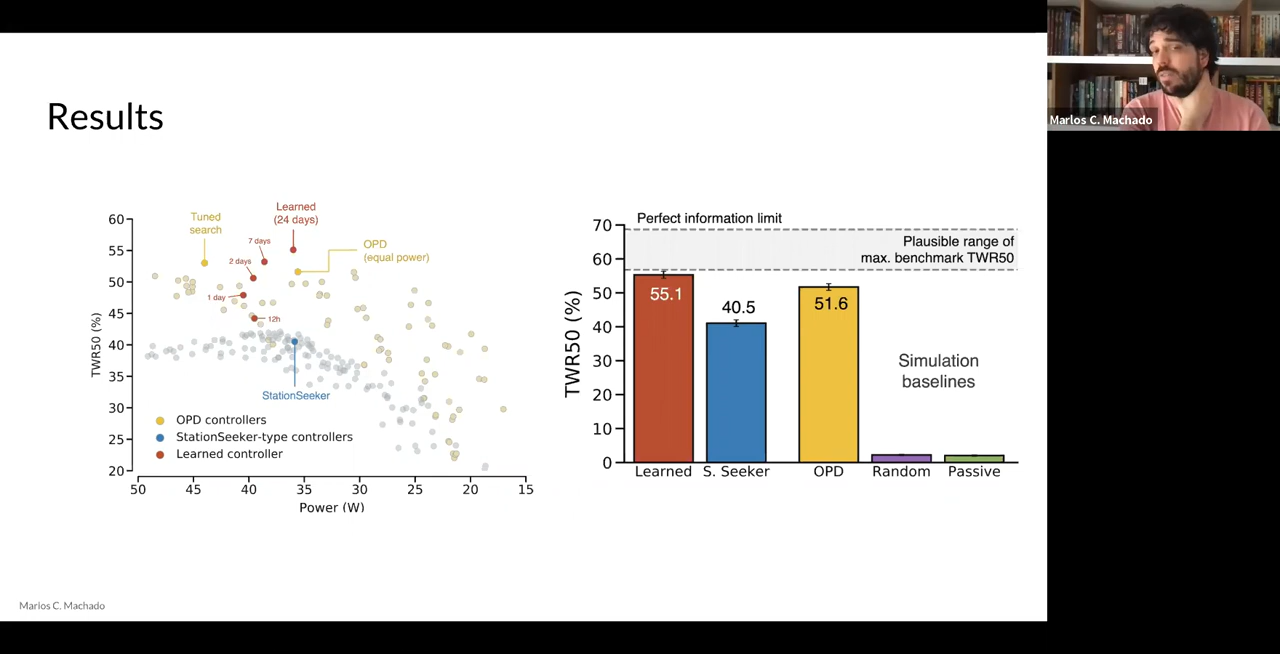 Results
Tuned
search
Learned
(24 days)
7 days
2 days
1 day
12h
OPD
(equal power)
StationSeeker
60
55
50
45
40
35
30
25
20
TWR50 (%)
OPD controllers
StationSeeker-type controllers
Learned controller
50 45 40 35 30 25 20 15
Power (W)
Perfect information limit
Plausible range of
max. benchmark TWR50
70
60
50
40
30
20
10
0
TWR50 (%)
55.1
40.5
51.6
Simulation
baselines
Learned S. Seeker OPD Random Passive
Marlos C. Machado
Marlos C. Machado